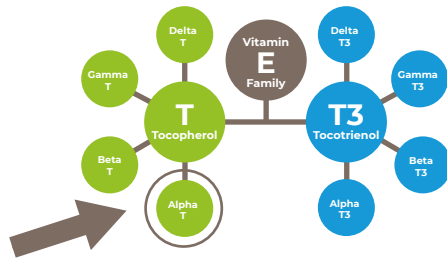 Delta
T
Gamma
T
T
Tocopherol
Beta
T
Alpha
T
Vitamin
E
Family
Delta
T3
Gamma
T3
T3
Tocotrienol
Beta
T3
Alpha
T3